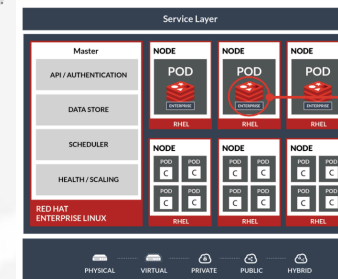 Service Layer
Master
API / AUTHENTICATION
DATA STORE
SCHEDULER
HEALTH / SCALING
RED HAT
ENTERPRISE LINUX
NODE
POD
ENTERPRISE
RHEL
NODE
POD
ENTERPRISE
RHEL
NODE
POD
ENTERPRISE
RHEL
NODE
POD POD
C C
POD POD
C C
RHEL
NODE
POD POD
C C
POD POD
C C
RHEL
NODE
POD POD
C C
POD POD
C C
RHEL
PHYSICAL VIRTUAL PRIVATE PUBLIC HYBRID